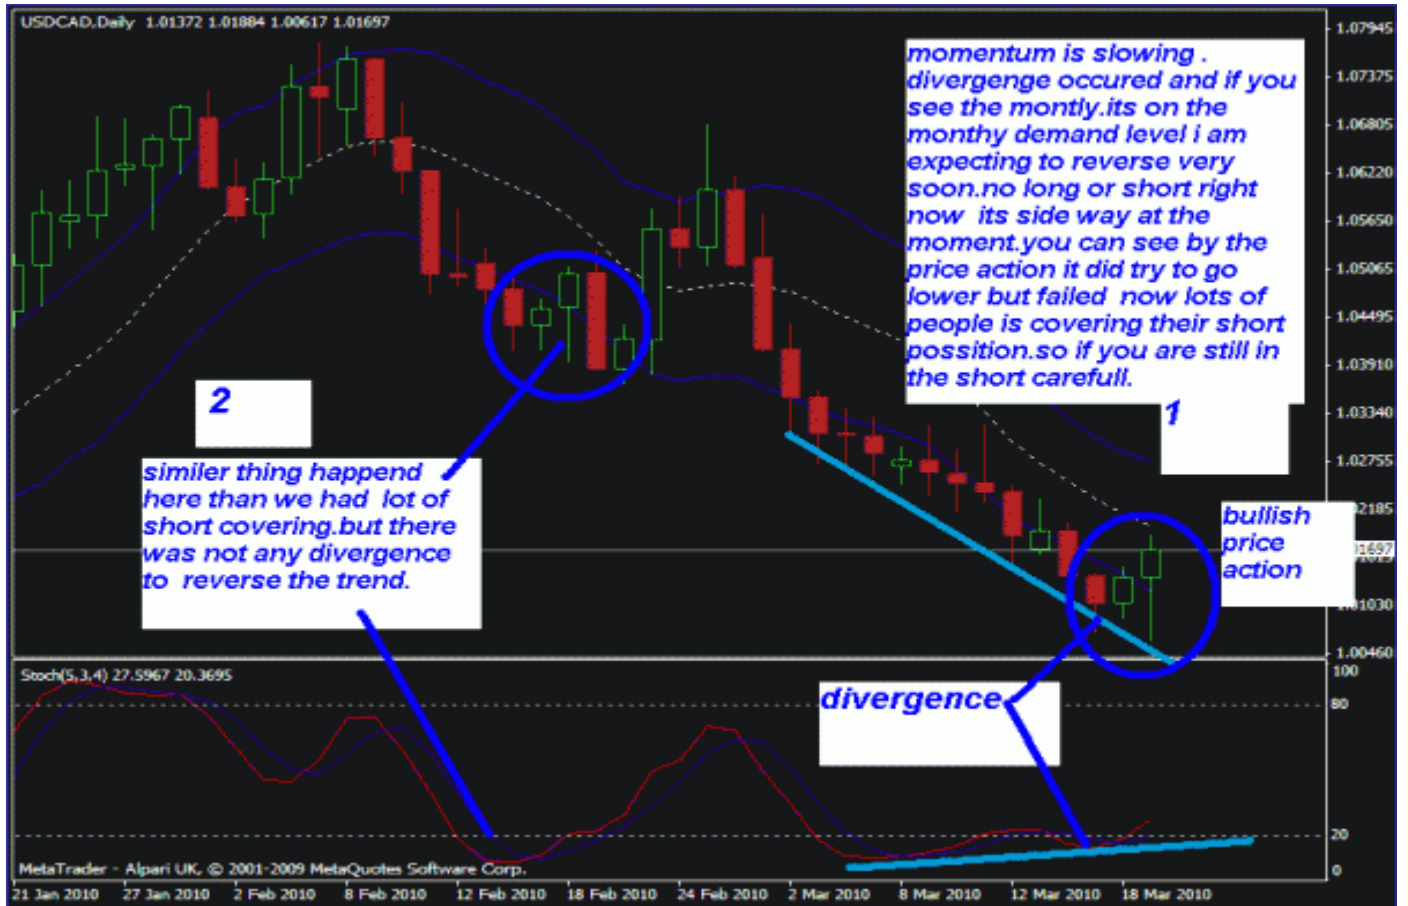 USDCAD,Daily 1.01372 1.01884 1.00617 1.01697
momentum is slowing .
divergenge occured and if you
see the montly.its on the
monthy demand level i am
expecting to reverse very
soon.no long or short right
now its side way at the
moment.you can see by the
price action it did try to go
lower but failed now lots of
people is covering their short
possition.so if you are still in
the short carefull.
1
2
similer thing happend
here than we had lot of
short covering.but there
was not any divergence
to reverse the trend.
bullish
price
action
1.07945
1.07375
1.06805
1.06220
1.05650
1.05065
1.04495
1.03910
1.03340
1.02755
1.01030
1.00460
Stoch(5,3,4) 27.5967 20.3695
divergence
100
80
20
0
MetaTrader - Alpari UK, © 2001-2009 MetaQuotes Software Corp.
21 Jan 2010 27 Jan 2010 2 Feb 2010 8 Feb 2010 12 Feb 2010 18 Feb 2010 24 Feb 2010 2 Mar 2010 8 Mar 2010 12 Mar 2010 18 Mar 2010